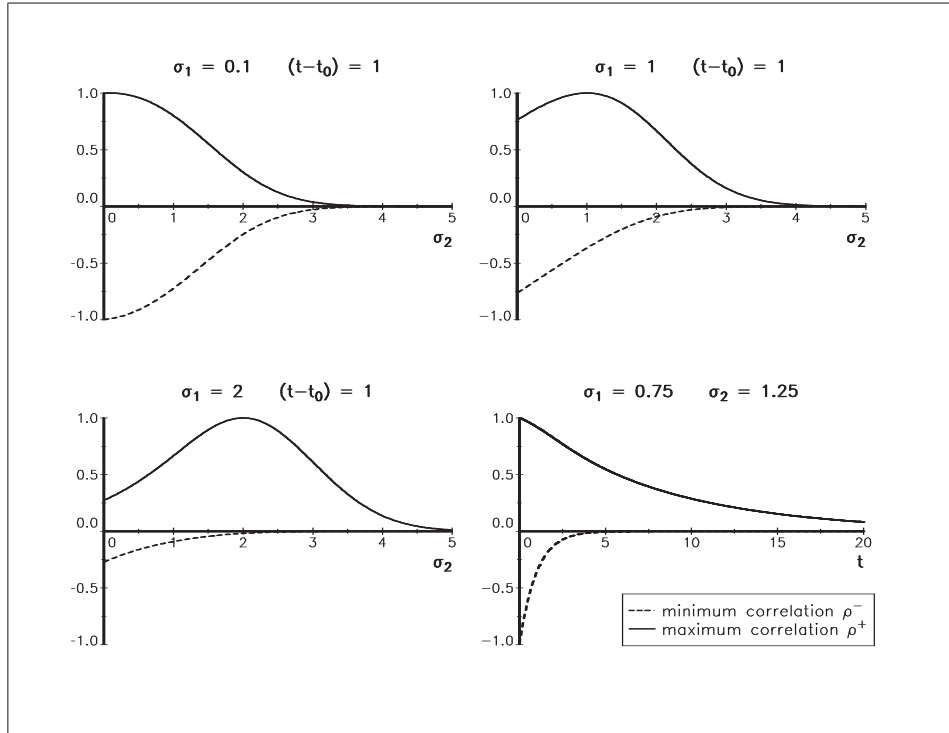 σ₁ = 0.1 (t−t₀) = 1
1.0
0.5
0.0
-0.5
-1.0
0 1 2 3 4 5
σ₂
σ₁ = 1 (t−t₀) = 1
1.0
0.5
0.0
−0.5
−1.0
0 1 2 3 4 5
σ₂
σ₁ = 2 (t−t₀) = 1
1.0
0.5
0.0
-0.5
-1.0
0 1 2 3 4 5
σ₂
σ₁ = 0.75 σ₂ = 1.25
1.0
0.5
0.0
−0.5
−1.0
0 5 10 15 20
t
minimum correlation ρ⁻
maximum correlation ρ⁺